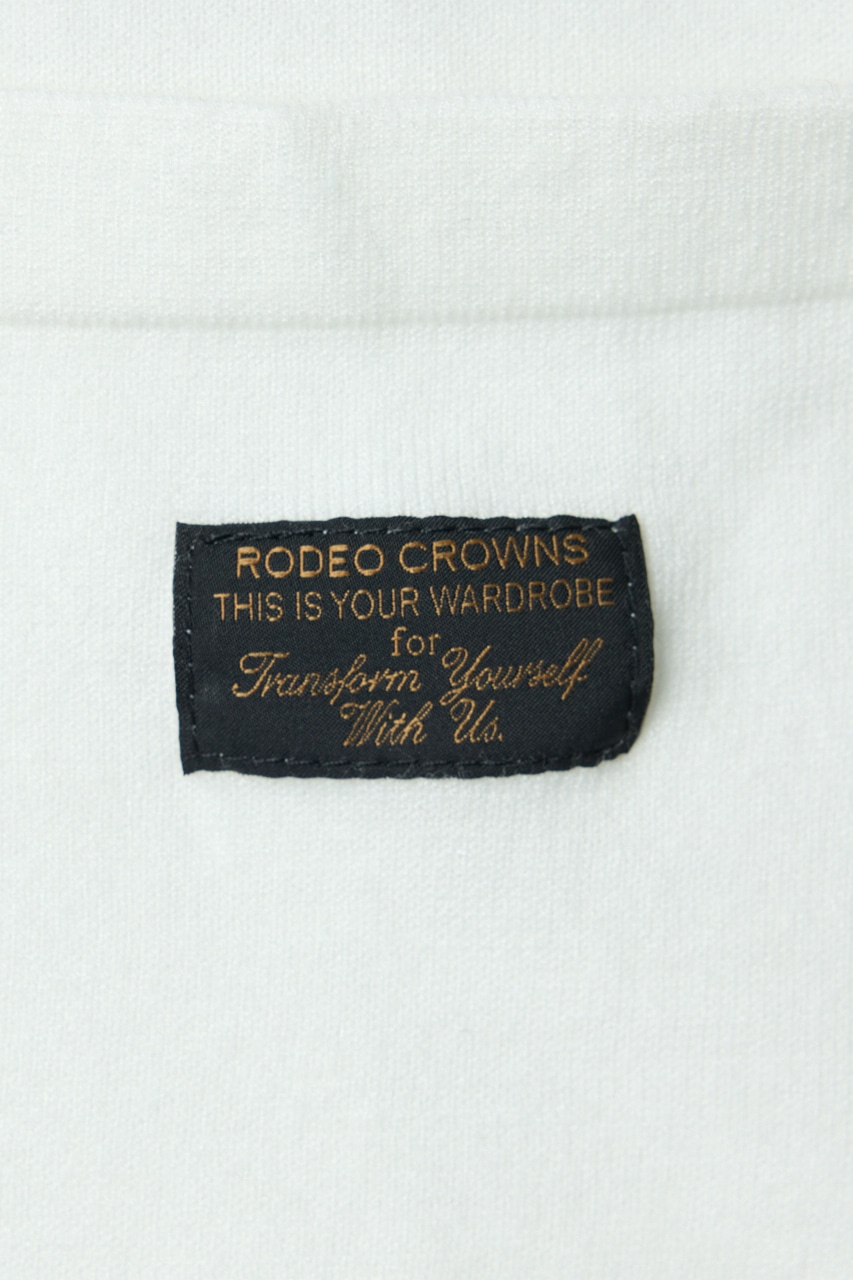 RODEO CROWNS
THIS IS YOUR WARDROBE
for
Transform Yourself
With Us.